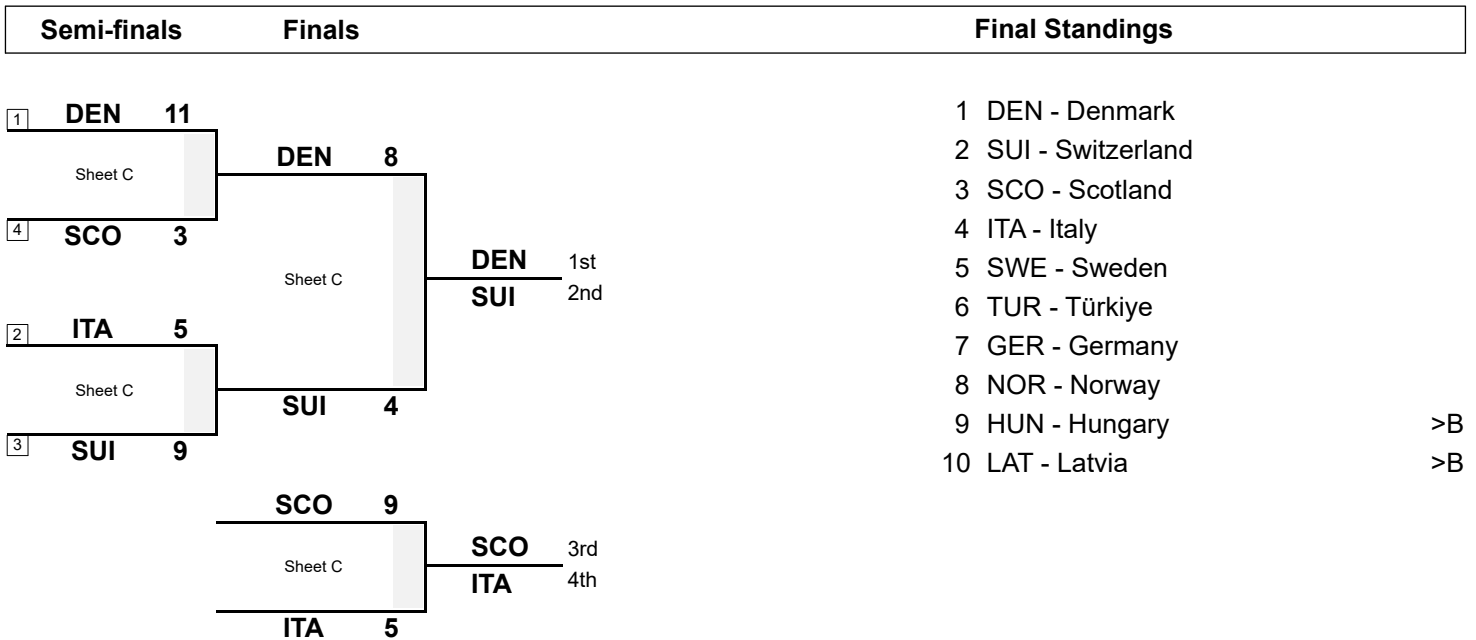 Semi-finals Finals Final Standings
1 DEN 11
Sheet C
4 SCO 3
DEN 8
Sheet C
SUI 4
2 ITA 5
Sheet C
3 SUI 9
DEN 1st
SUI 2nd
SCO 9
Sheet C
ITA 5
SCO 3rd
ITA 4th
1 DEN - Denmark
2 SUI - Switzerland
3 SCO - Scotland
4 ITA - Italy
5 SWE - Sweden
6 TUR - Türkiye
7 GER - Germany
8 NOR - Norway
9 HUN - Hungary >B
10 LAT - Latvia >B